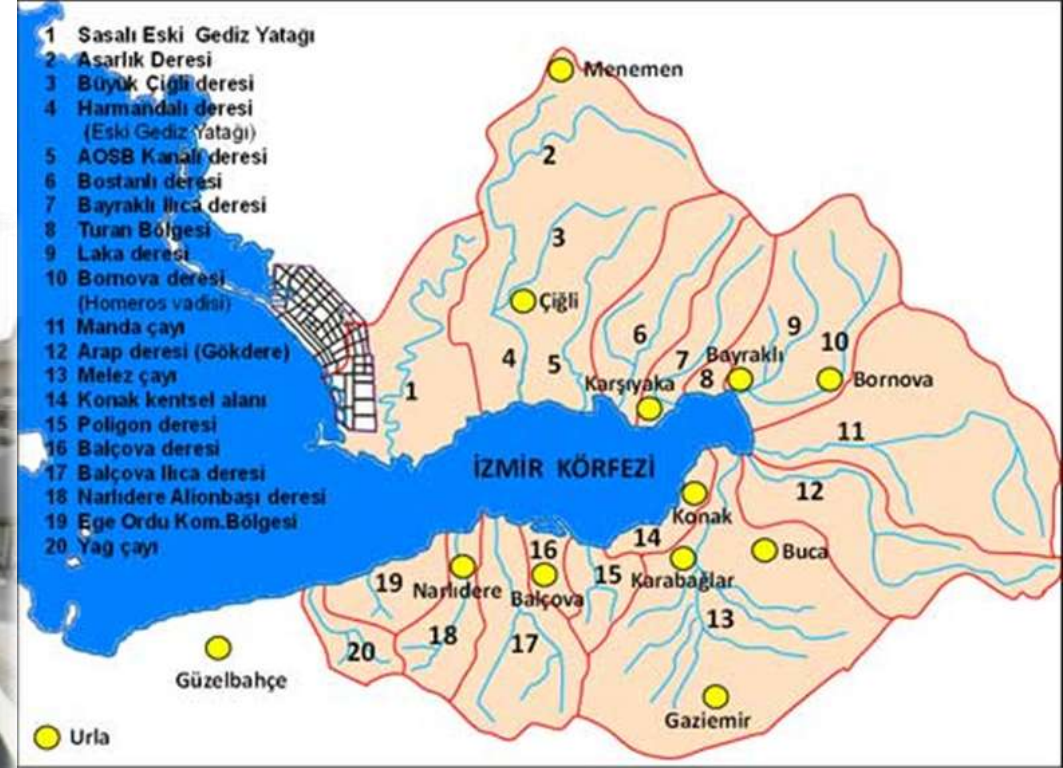 1 Sasalı Eski Gediz Yatağı
2 Asarlık Deresi
3 Büyük Çiğli deresi
4 Harmandalı deresi
(Eski Gediz Yatağı)
5 AOSB Kanalı deresi
6 Bostanlı deresi
7 Bayraklı Ilıca deresi
8 Turan Bölgesi
9 Laka deresi
10 Bornova deresi
(Homeros vadisi)
11 Manda çayı
12 Arap deresi (Gökdere)
13 Melez çayı
14 Konak kentsel alanı
15 Poligon deresi
16 Balçova deresi
17 Balçova Ilıca deresi
18 Narlıdere Alionbaşı deresi
19 Ege Ordu Kom.Bölgesi
20 Yag çayı
Menemen
2
3
Çiğli
1
4
5
6
7
8
9
10
Karşıyaka
Bayraklı
Bornova
11
İZMİR KÖRFEZİ
12
Konak
14
Buca
16
15
Karabağlar
19
Narlıdere
Balçova
13
18
17
20
Güzelbahçe
Gaziemir
Urla